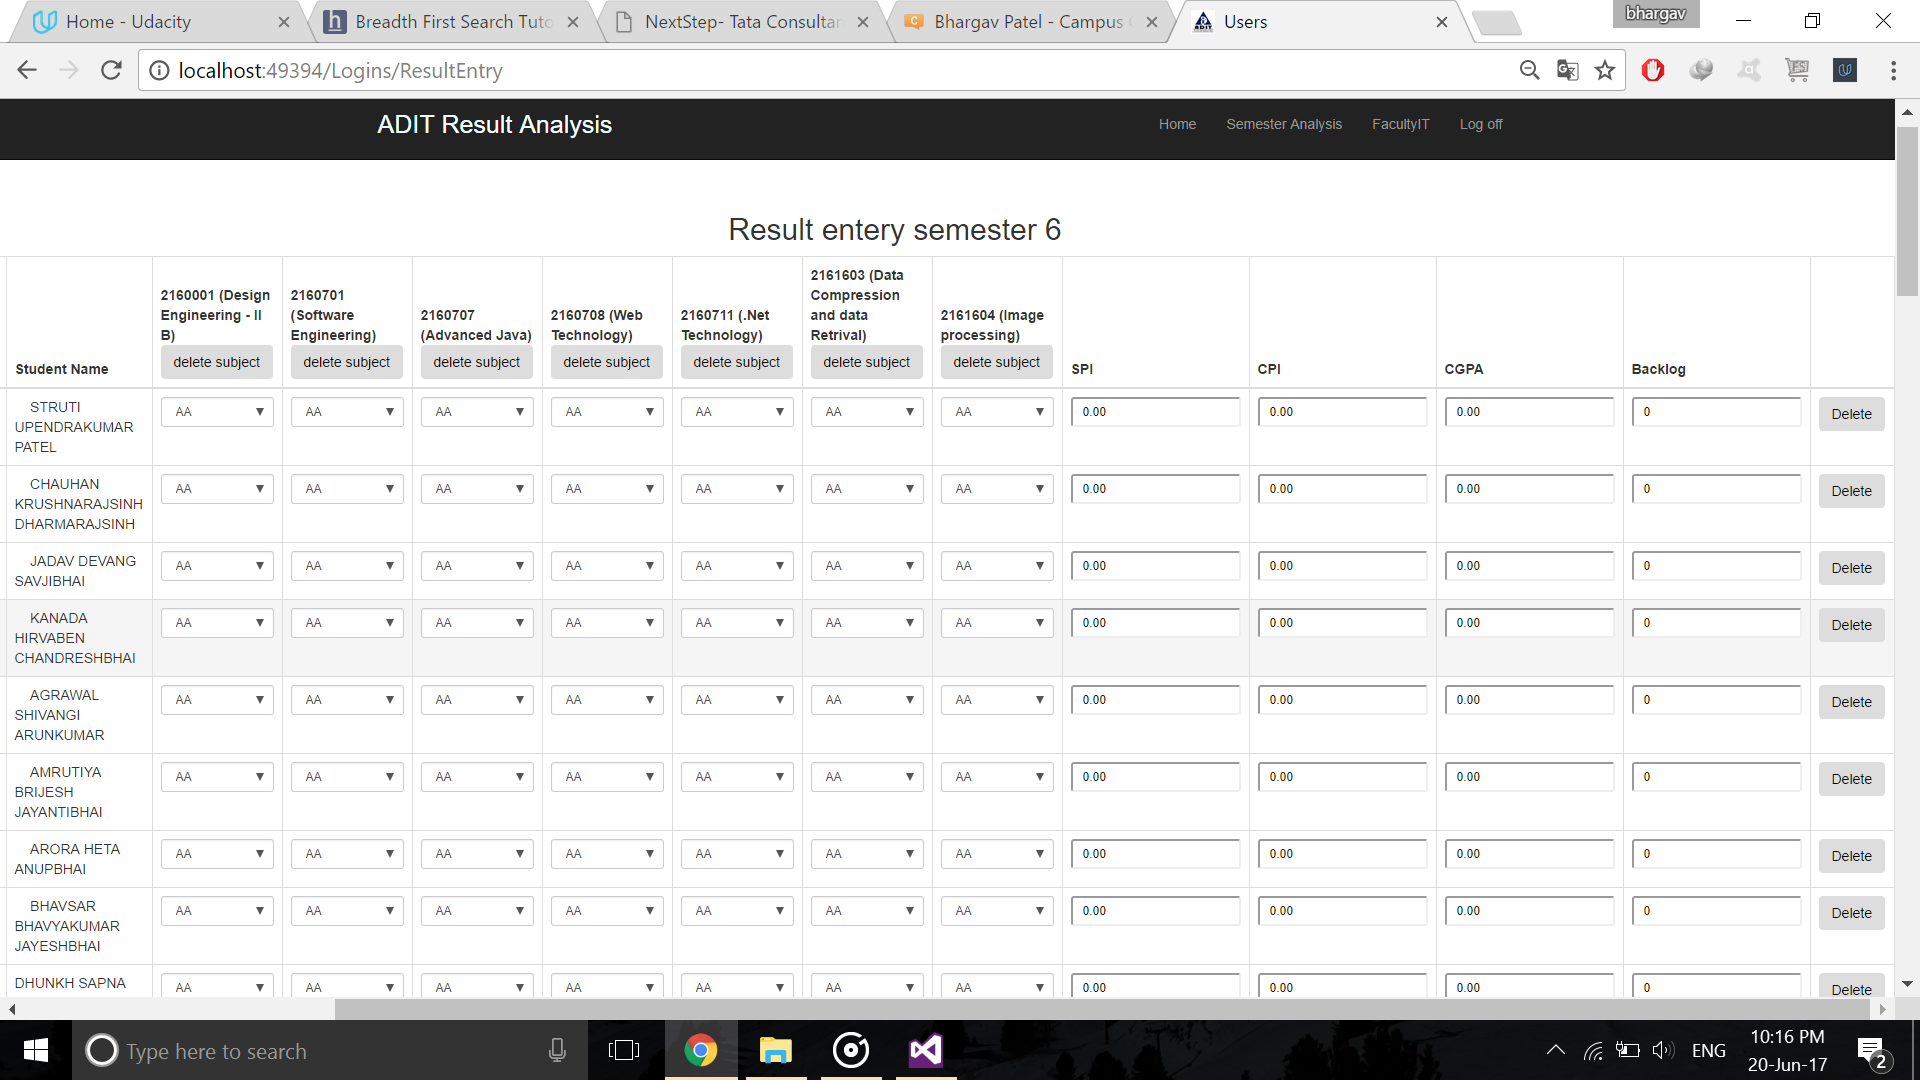 bhargav
Home - Udacity
Breadth First Search Tuto
NextStep- Tata Consultan
Bhargav Patel - Campus
Users
localhost:49394/Logins/ResultEntry
ADIT Result Analysis
Home Semester Analysis FacultyIT Log off
Result entery semester 6
Student Name
2160001 (Design Engineering - II B)
delete subject
2160701 (Software Engineering)
delete subject
2160707 (Advanced Java)
delete subject
2160708 (Web Technology)
delete subject
2160711 (.Net Technology)
delete subject
2161603 (Data Compression and data Retrival)
delete subject
2161604 (Image processing)
delete subject
SPI
CPI
CGPA
Backlog
STRUTI UPENDRAKUMAR PATEL AA AA AA AA AA AA AA 0.00 0.00 0.00 0 Delete
CHAUHAN KRUSHNARAJSINH DHARMARAJSINH AA AA AA AA AA AA AA 0.00 0.00 0.00 0 Delete
JADAV DEVANG SAVJIBHAI AA AA AA AA AA AA AA 0.00 0.00 0.00 0 Delete
KANADA HIRVABEN CHANDRESHBHAI AA AA AA AA AA AA AA 0.00 0.00 0.00 0 Delete
AGRAWAL SHIVANGI ARUNKUMAR AA AA AA AA AA AA AA 0.00 0.00 0.00 0 Delete
AMRUTIYA BRIJESH JAYANTIBHAI AA AA AA AA AA AA AA 0.00 0.00 0.00 0 Delete
ARORA HETA ANUPBHAI AA AA AA AA AA AA AA 0.00 0.00 0.00 0 Delete
BHAVSAR BHAVYAKUMAR JAYESHBHAI AA AA AA AA AA AA AA 0.00 0.00 0.00 0 Delete
DHUNKH SAPNA AA AA AA AA AA AA AA 0.00 0.00 0.00 0 Delete
Type here to search
ENG
10:16 PM
20-Jun-17
2